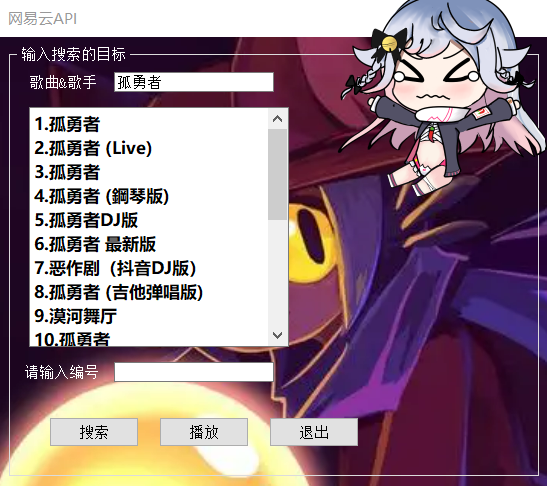 网易云API
输入搜索的目标
歌曲&歌手 孤勇者
1.孤勇者
2.孤勇者 (Live)
3.孤勇者
4.孤勇者 (鋼琴版)
5.孤勇者DJ版
6.孤勇者 最新版
7.恶作剧（抖音DJ版）
8.孤勇者 (吉他弹唱版)
9.漠河舞厅
10.孤勇者
请输入编号
搜索 播放 退出